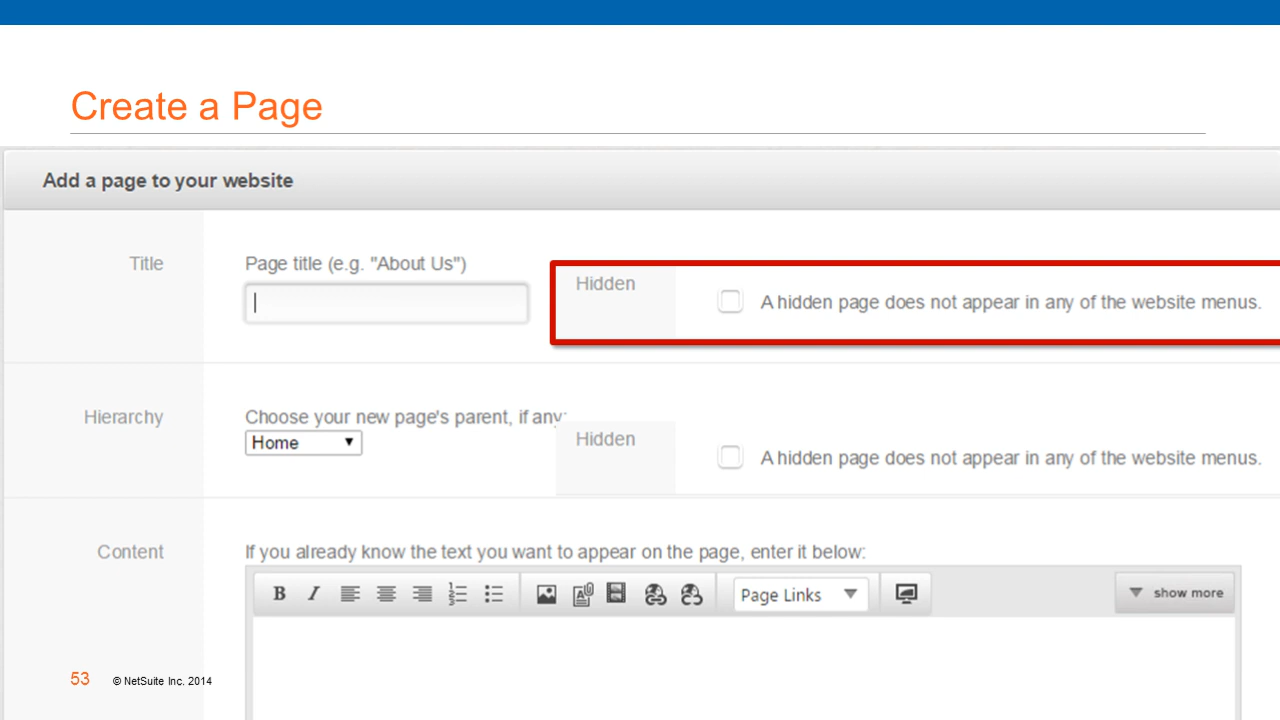 Create a Page
Add a page to your website
Title
Page title (e.g. "About Us")
Hidden
A hidden page does not appear in any of the website menus.
Hierarchy
Choose your new page's parent, if any:
Home
Hidden
A hidden page does not appear in any of the website menus.
Content
If you already know the text you want to appear on the page, enter it below:
B I Page Links show more
53 © NetSuite Inc. 2014